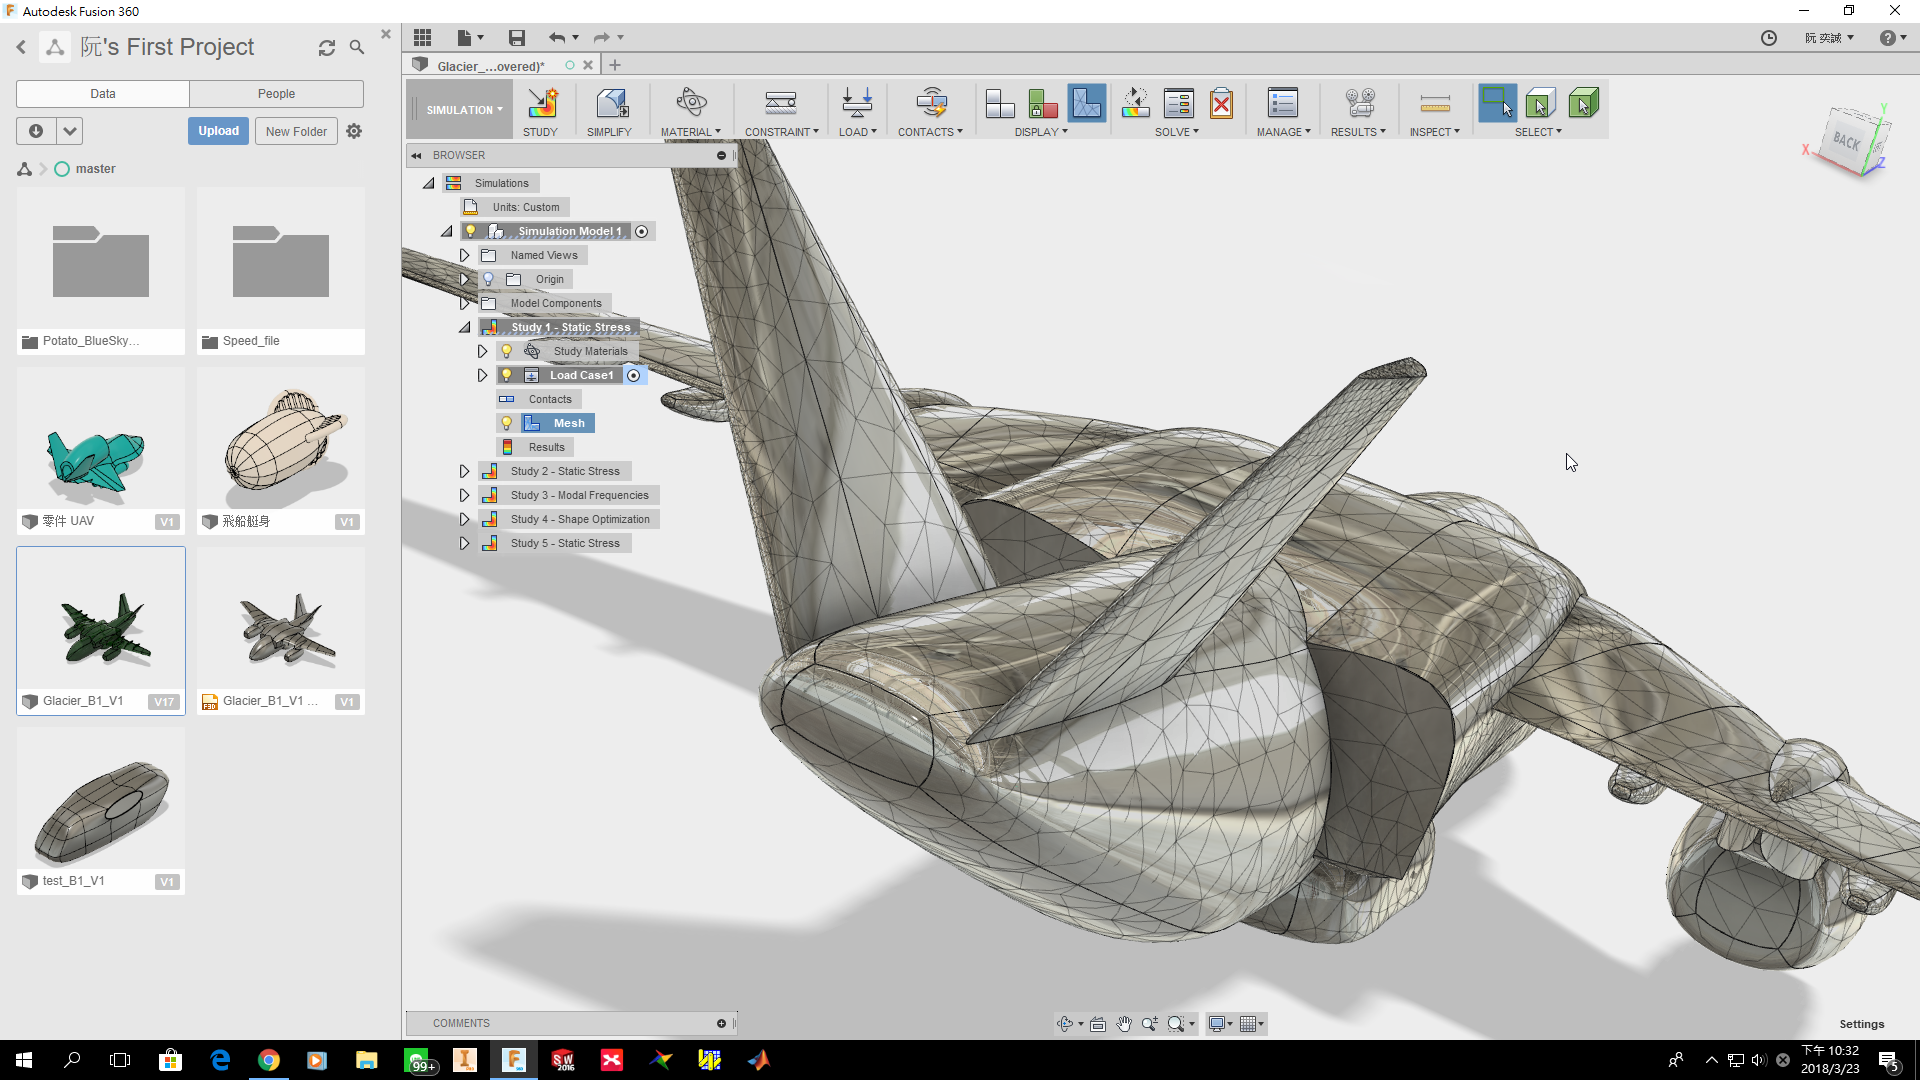 Autodesk Fusion 360
阮's First Project
Data
People
Upload
New Folder
master
Potato_BlueSky...
Speed_file
零件 UAV
V1
飛船艇身
V1
Glacier_B1_V1
V17
Glacier_B1_V1 ...
V1
test_B1_V1
V1
阮 奕誠
Glacier_...overed)*
SIMULATION
STUDY
SIMPLIFY
MATERIAL
CONSTRAINT
LOAD
CONTACTS
DISPLAY
SOLVE
MANAGE
RESULTS
INSPECT
SELECT
BROWSER
Simulations
Units: Custom
Simulation Model 1
Named Views
Origin
Model Components
Study 1 - Static Stress
Study Materials
Load Case1
Contacts
Mesh
Results
Study 2 - Static Stress
Study 3 - Modal Frequencies
Study 4 - Shape Optimization
Study 5 - Static Stress
BACK
X
Y
Z
COMMENTS
Settings
99+
SW
2016
下午 10:32
2018/3/23
5